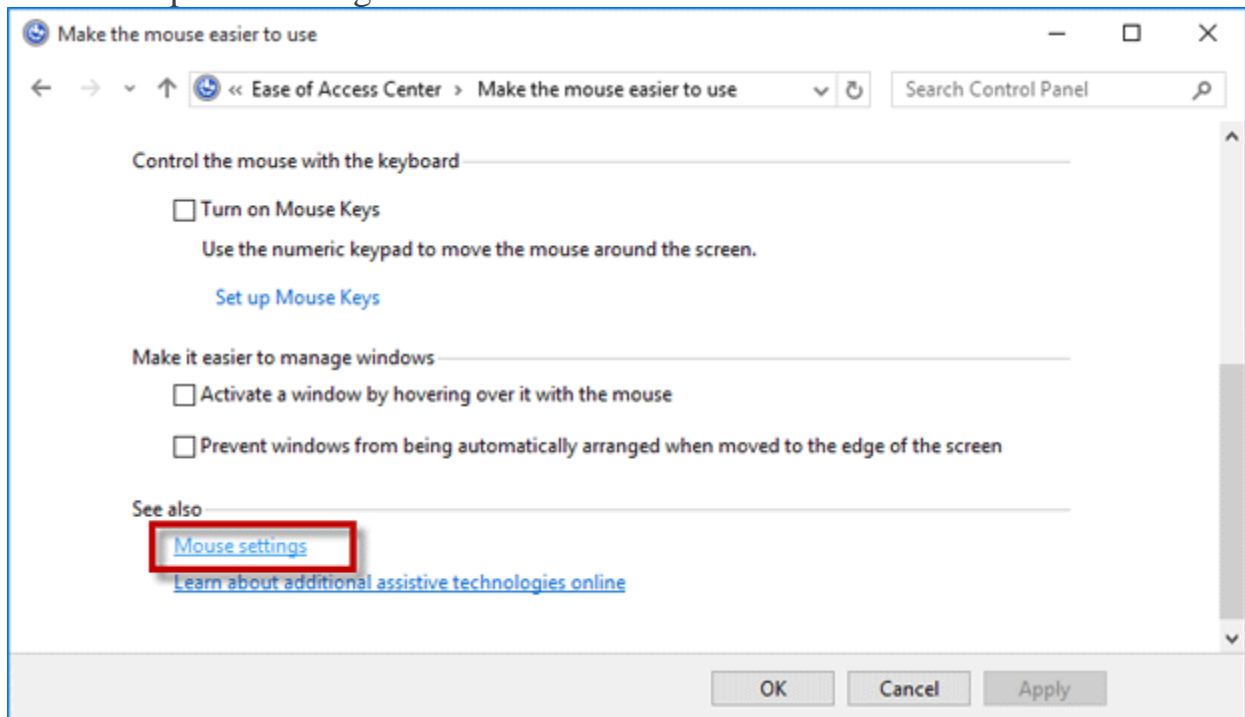 Make the mouse easier to use
« Ease of Access Center › Make the mouse easier to use Search Control Panel
Control the mouse with the keyboard
Turn on Mouse Keys
Use the numeric keypad to move the mouse around the screen.
Set up Mouse Keys
Make it easier to manage windows
Activate a window by hovering over it with the mouse
Prevent windows from being automatically arranged when moved to the edge of the screen
See also
Mouse settings
Learn about additional assistive technologies online
OK Cancel Apply